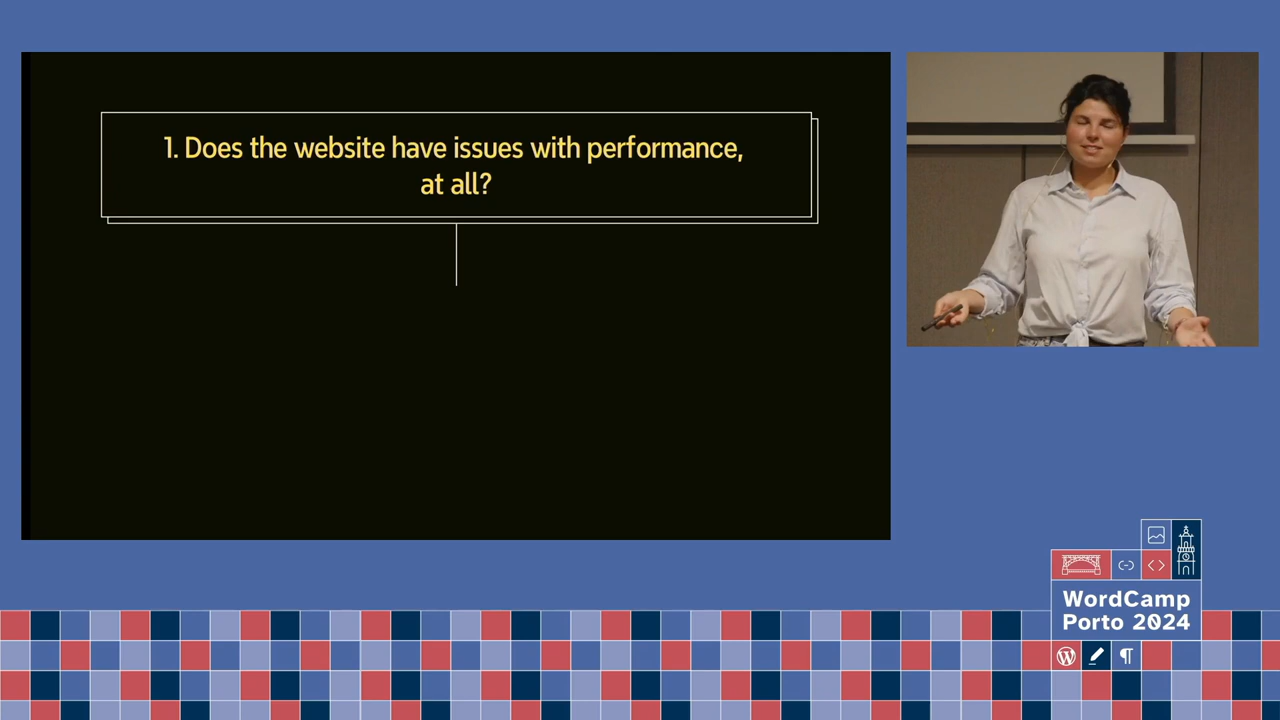 1. Does the website have issues with performance,
at all?
WordCamp
Porto 2024